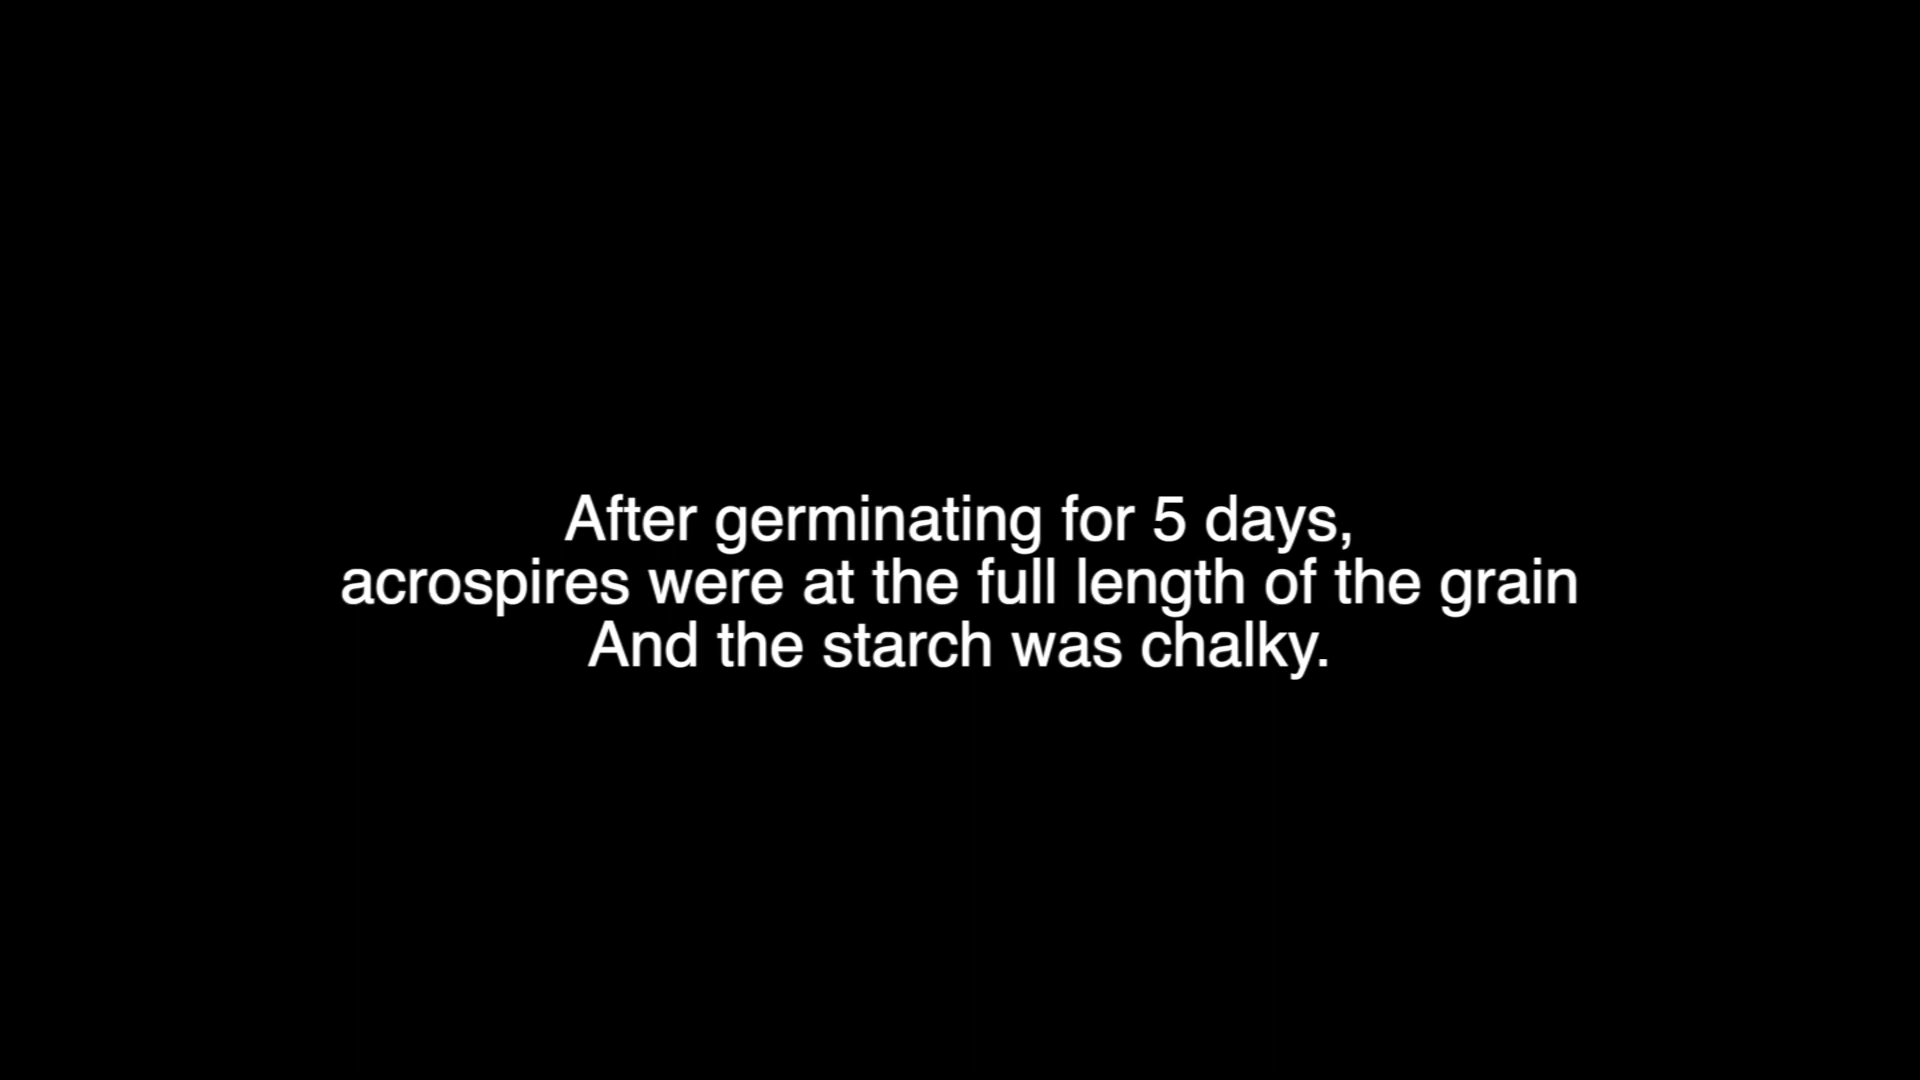 After germinating for 5 days,
acrospires were at the full length of the grain
And the starch was chalky.